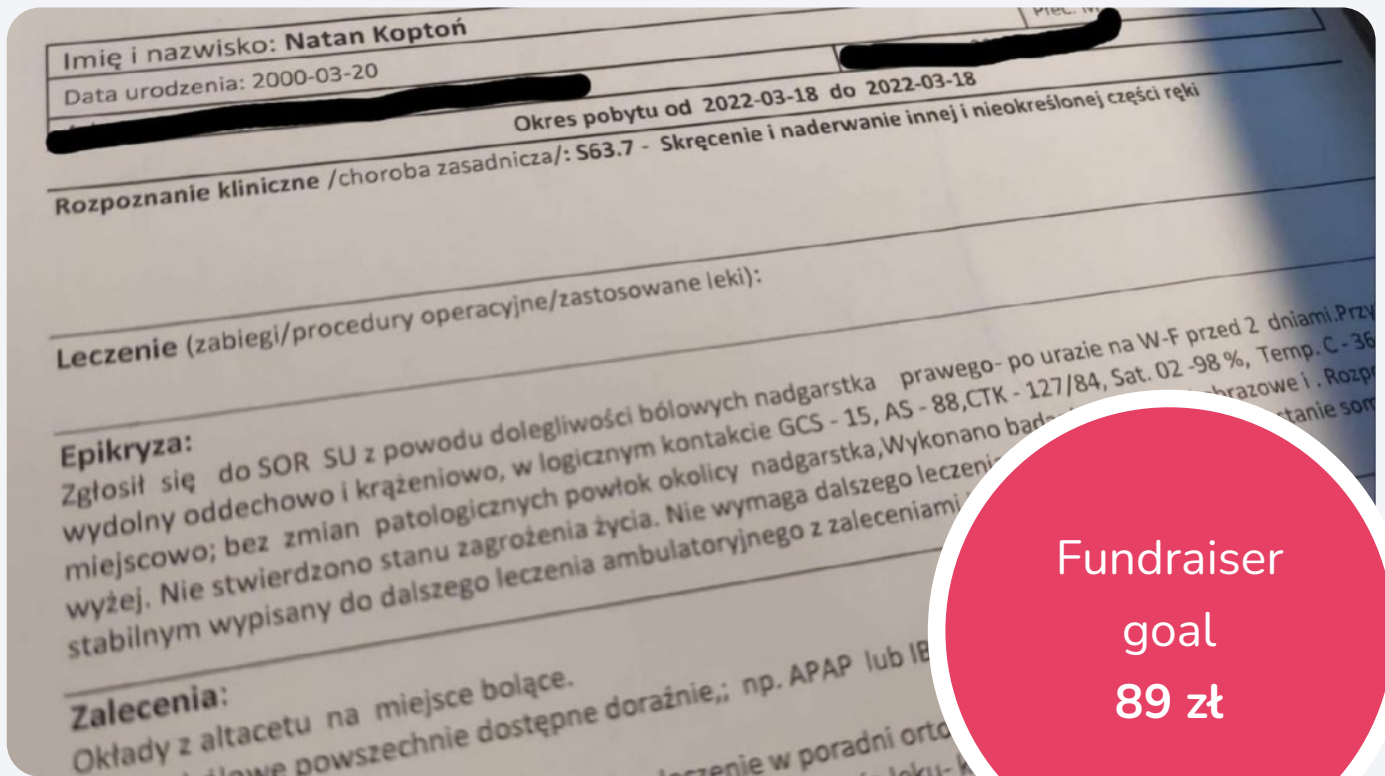 Imię i nazwisko: Natan Koptoń
Data urodzenia: 2000-03-20
Okres pobytu od 2022-03-18 do 2022-03-18
Rozpoznanie kliniczne /choroba zasadnicza/: S63.7 - Skręcenie i naderwanie innej i nieokreślonej części ręki
Leczenie (zabiegi/procedury operacyjne/zastosowane leki):
Epikryza:
Zgłosił się do SOR SU z powodu dolegliwości bólowych nadgarstka prawego- po urazie na W-F przed 2 dniami.
wydolny oddechowo i krążeniowo, w logicznym kontakcie GCS - 15, AS - 88,CTK - 127/84, Sat. 02 -98 %, Temp. C - 36
miejscowo; bez zmian patologicznych powłok okolicy nadgarstka,Wykonano
wyżej. Nie stwierdzono stanu zagrożenia życia. Nie wymaga dalszego
stabilnym wypisany do dalszego leczenia ambulatoryjnego z zaleceniami
Zalecenia:
Okłady z altacetu na miejsce bolące.
powszechnie dostępne doraźnie,; np. APAP lub
w poradni
Fundraiser
goal
89 zł